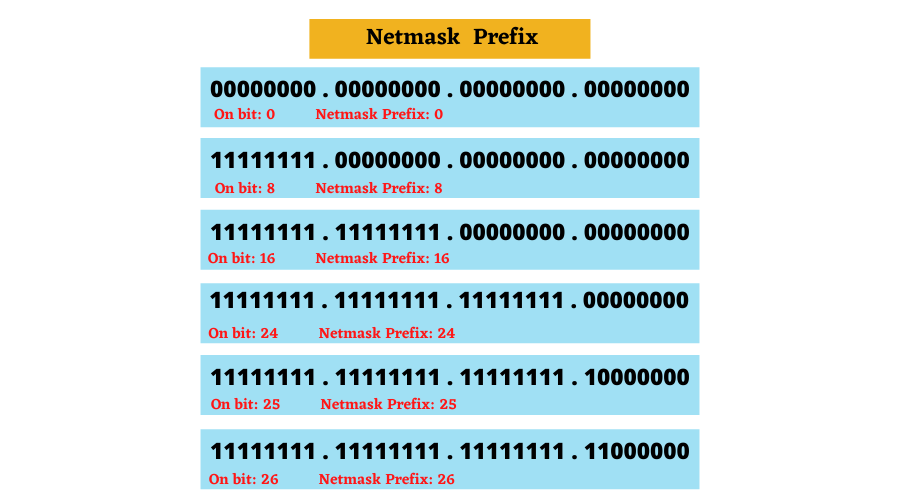 Netmask Prefix
00000000 . 00000000 . 00000000 . 00000000
On bit: 0 Netmask Prefix: 0
11111111 . 00000000 . 00000000 . 00000000
On bit: 8 Netmask Prefix: 8
11111111 . 11111111 . 00000000 . 00000000
On bit: 16 Netmask Prefix: 16
11111111 . 11111111 . 11111111 . 00000000
On bit: 24 Netmask Prefix: 24
11111111 . 11111111 . 11111111 . 10000000
On bit: 25 Netmask Prefix: 25
11111111 . 11111111 . 11111111 . 11000000
On bit: 26 Netmask Prefix: 26